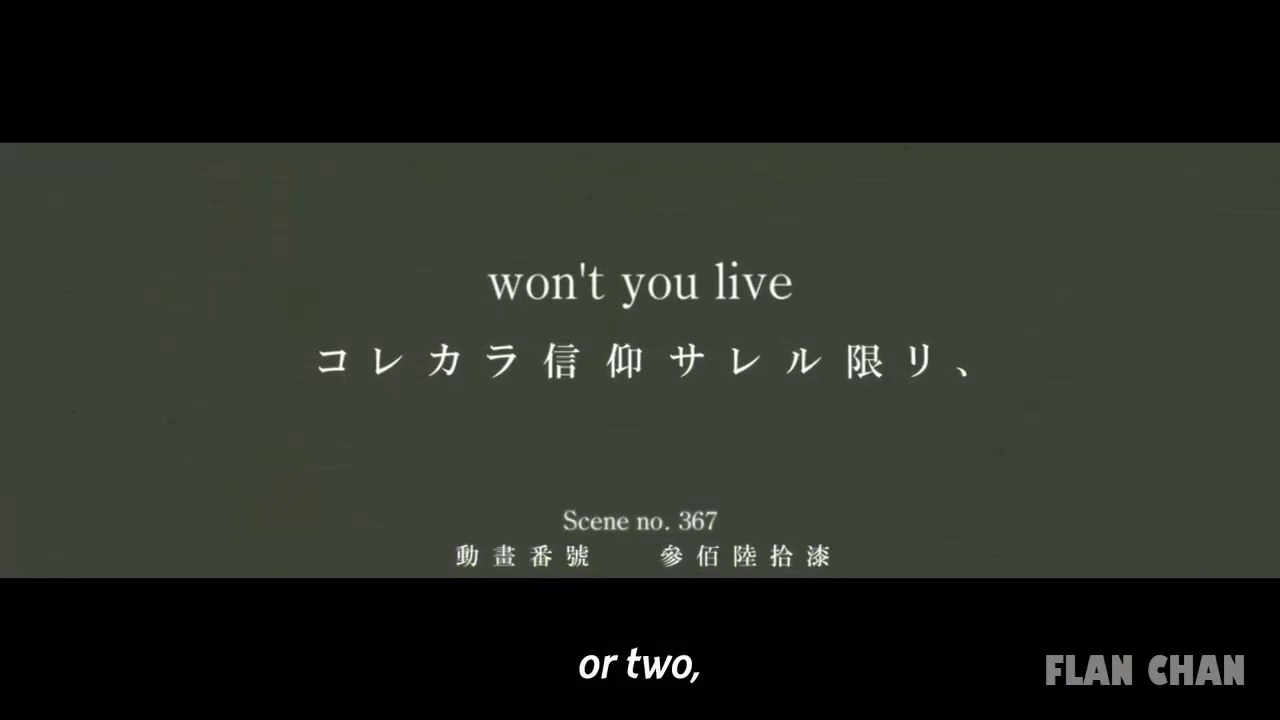 won't you live
コレカラ信仰サレル限リ、
Scene no. 367
動畫番號 參佰陸拾漆
or two,
FLAN CHAN